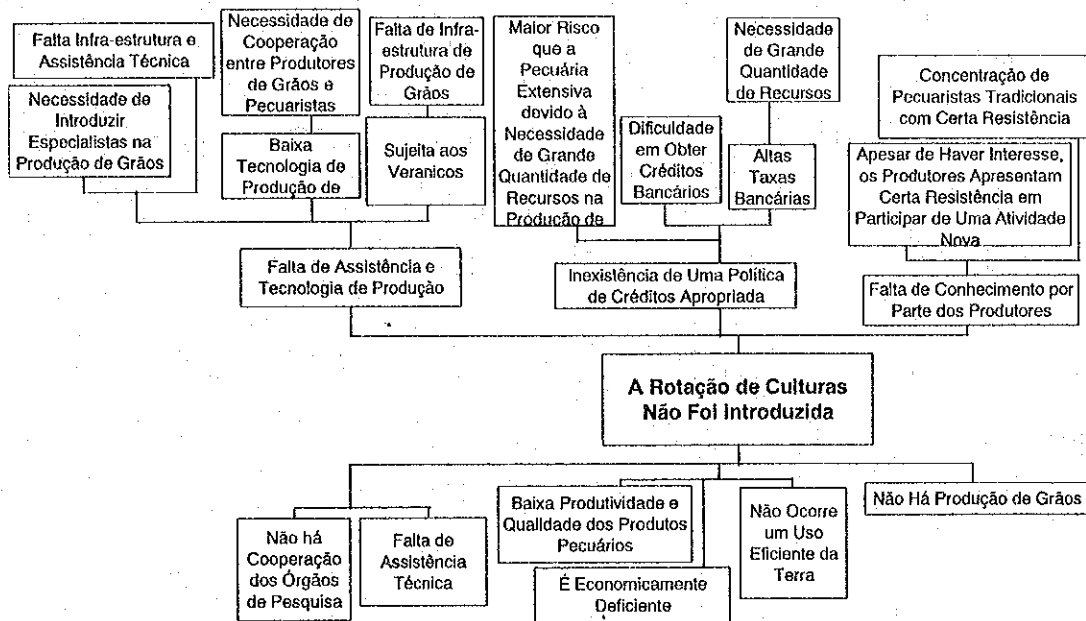 Falta Infra-estrutura e
Assistência Técnica
Necessidade de
Introduzir
Especialistas na
Produção de Grãos
Necessidade de
Cooperação
entre Produtores
de Grãos e
Pecuaristas
Baixa
Tecnologia de
Produção de
Falta de Infra-
estrutura de
Produção de
Grãos
Sujeita aos
Veranicos
Maior Risco
que a
Pecuária
Extensiva
devido à
Necessidade
de Grande
Quantidade de
Recursos na
Produção de
Dificuldade
em Obter
Créditos
Bancários
Necessidade
de Grande
Quantidade
de Recursos
Altas
Taxas
Bancárias
Concentração de
Pecuaristas Tradicionais
com Certa Resistência
Apesar de Haver Interesse,
os Produtores Apresentam
Certa Resistência em
Participar de Uma Atividade
Nova
Falta de Assistência e
Tecnologia de Produção
Inexistência de Uma Política
de Créditos Apropriada
Falta de Conhecimento por
Parte dos Produtores
A Rotação de Culturas
Não Foi Introduzida
Não há
Cooperação
dos Órgãos
de Pesquisa
Falta de
Assistência
Técnica
Baixa Produtividade e
Qualidade dos Produtos
Pecuários
É Economicamente
Deficiente
Não Ocorre
um Uso
Eficiente da
Terra
Não Há Produção de Grãos